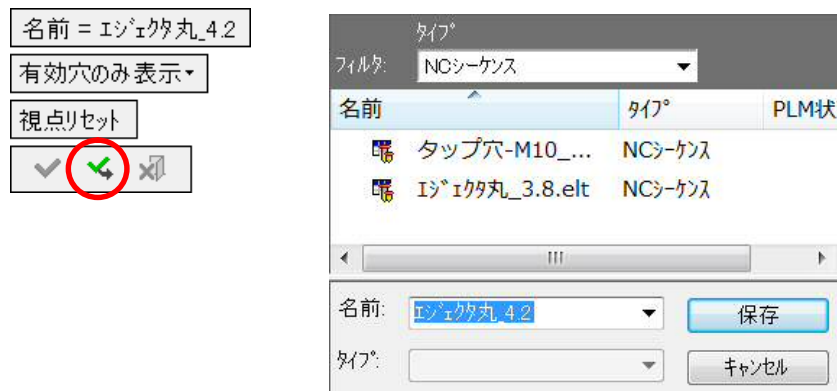 名前 = ｴｼﾞｪｸﾀ丸_4.2
有効穴のみ表示
視点ﾘｾｯﾄ
ﾀｲﾌﾟ
ﾌｨﾙﾀ: NCｼｰｹﾝｽ
名前 ﾀｲﾌﾟ PLM状
タップ穴-M10_... NCｼｰｹﾝｽ
ｴｼﾞｪｸﾀ丸_3.8.elt NCｼｰｹﾝｽ
名前: ｴｼﾞｪｸﾀ丸_4.2 保存
ﾀｲﾌﾟ: ｷｬﾝｾﾙ